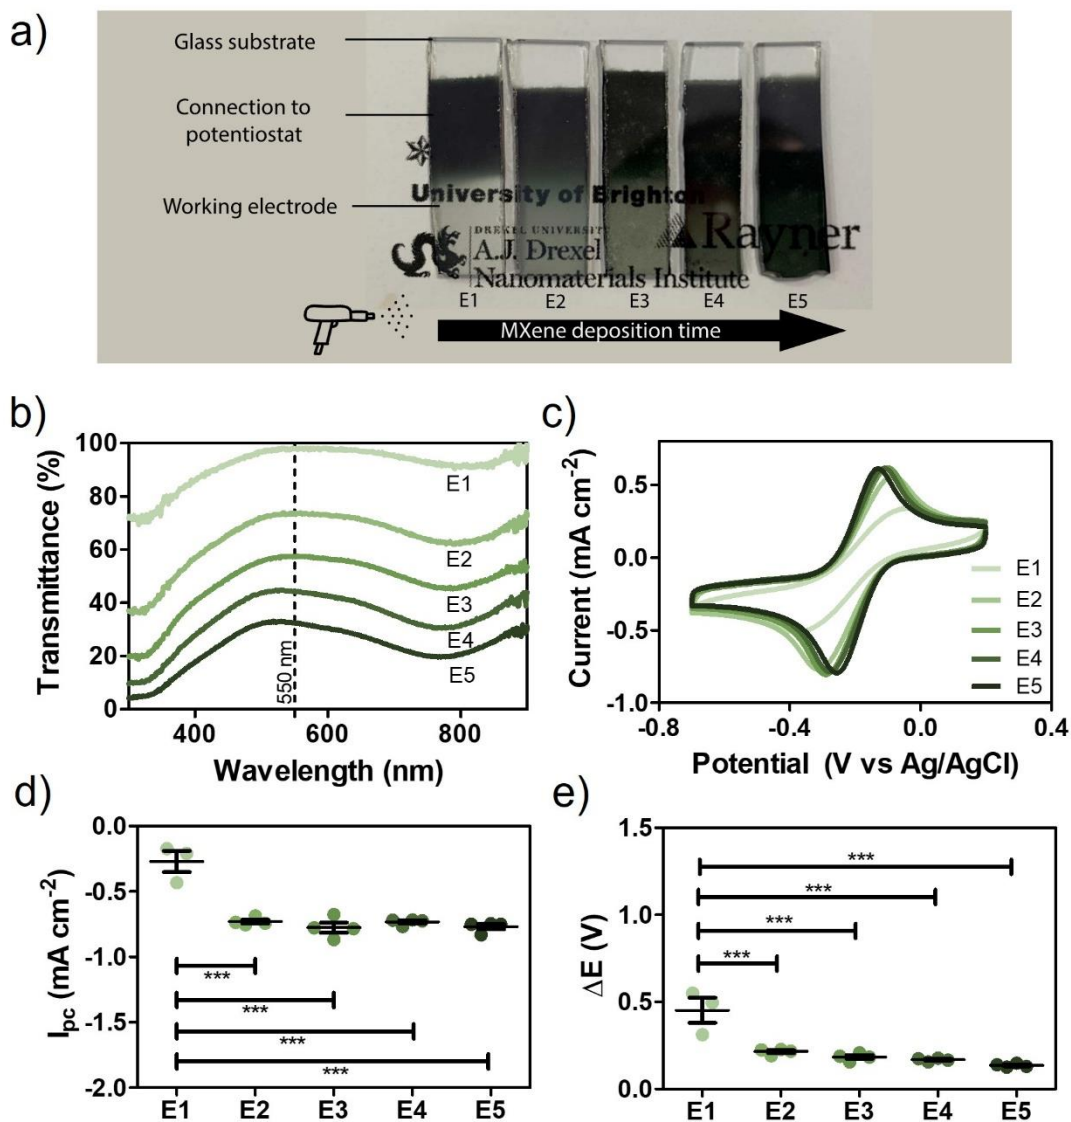 a)
Glass substrate
Connection to
potentiostat
Working electrode
University of Brighton
DREXEL UNIVERSITY
A.J. Drexel
Nanomaterials Institute
Rayner
E1 E2 E3 E4 E5
MXene deposition time
b)
Transmittance (%)
100
80
60
40
20
0
E1
E2
E3
E4
E5
550 nm
400 600 800
Wavelength (nm)
c)
Current (mA cm⁻²)
0.5
0.0
-0.5
-1.0
E1
E2
E3
E4
E5
-0.8 -0.4 0.0 0.4
Potential (V vs Ag/AgCl)
d)
Ipc (mA cm⁻²)
0.0
-0.5
-1.0
-1.5
-2.0
***
***
***
***
E1 E2 E3 E4 E5
e)
ΔE (V)
1.5
1.0
0.5
0.0
***
***
***
***
E1 E2 E3 E4 E5